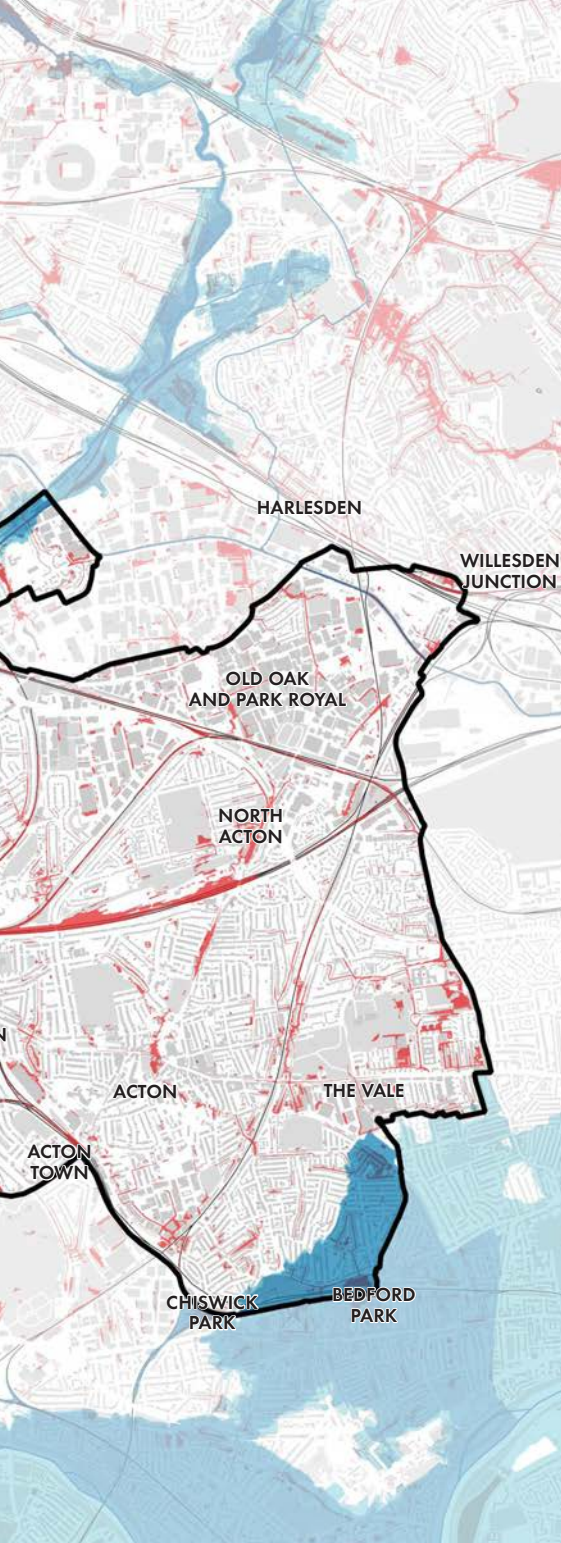 HARLESDEN
WILLESDEN
JUNCTION
OLD OAK
AND PARK ROYAL
NORTH
ACTON
N
ACTON
THE VALE
ACTON
TOWN
CHISWICK
PARK
BEDFORD
PARK